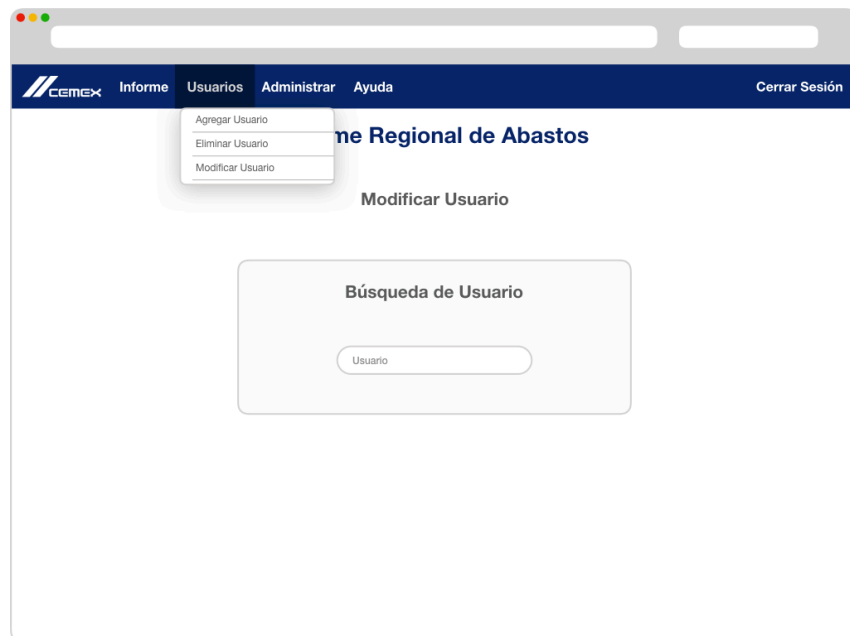 CEMEX Informe Usuarios Administrar Ayuda Cerrar Sesión
Agregar Usuario
Eliminar Usuario
Modificar Usuario
me Regional de Abastos
Modificar Usuario
Búsqueda de Usuario
Usuario